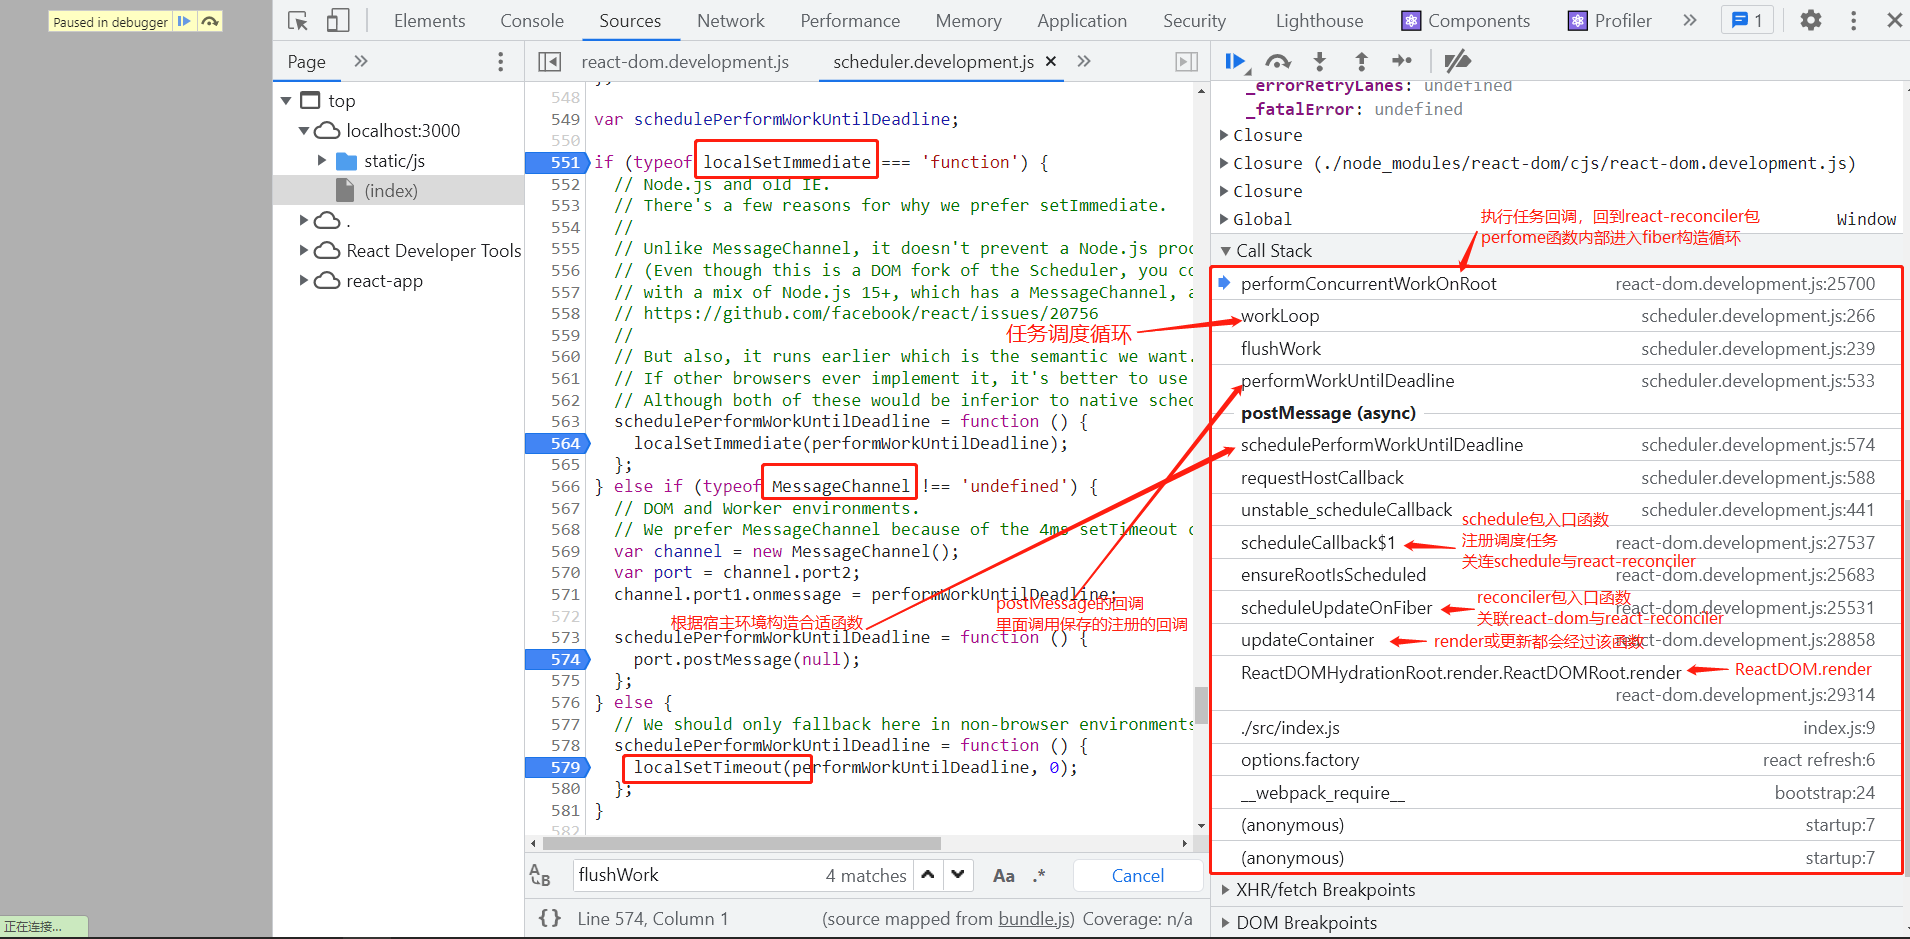 Paused in debugger
Elements Console Sources Network Performance Memory Application Security Lighthouse Components Profiler » 1
Page »
react-dom.development.js scheduler.development.js × »
top
localhost:3000
static/js
(index)
.
React Developer Tools
react-app
548
549 var schedulePerformWorkUntilDeadline;
550
551 if (typeof localSetImmediate === 'function') {
552 // Node.js and old IE.
553 // There's a few reasons for why we prefer setImmediate.
554 //
555 // Unlike MessageChannel, it doesn't prevent a Node.js proc
556 // (Even though this is a DOM fork of the Scheduler, you co
557 // with a mix of Node.js 15+, which has a MessageChannel, a
558 // https://github.com/facebook/react/issues/20756
559 //
560 // But also, it runs earlier which is the semantic we want.
561 // If other browsers ever implement it, it's better to use
562 // Although both of these would be inferior to native sched
563 schedulePerformWorkUntilDeadline = function () {
564 localSetImmediate(performWorkUntilDeadline);
565 };
566 } else if (typeof MessageChannel !== 'undefined') {
567 // DOM and Worker environments.
568 // We prefer MessageChannel because of the 4ms setTimeout c
569 var channel = new MessageChannel();
570 var port = channel.port2;
571 channel.port1.onmessage = performWorkUntilDeadline;
572
573 schedulePerformWorkUntilDeadline = function () {
574 port.postMessage(null);
575 };
576 } else {
577 // We should only fallback here in non-browser environments
578 schedulePerformWorkUntilDeadline = function () {
579 localSetTimeout(performWorkUntilDeadline, 0);
580 };
581 }
582
任务调度循环
根据宿主环境构造合适函数
postMessage的回调
里面调用保存的注册的回调
flushWork 4 matches Aa .* Cancel
{} Line 574, Column 1 (source mapped from bundle.js) Coverage: n/a
_errorRetryLanes: undefined
_fatalError: undefined
Closure
Closure (./node_modules/react-dom/cjs/react-dom.development.js)
Closure
Global Window
执行任务回调，回到react-reconciler包
perfome函数内部进入fiber构造循环
Call Stack
performConcurrentWorkOnRoot react-dom.development.js:25700
workLoop scheduler.development.js:266
flushWork scheduler.development.js:239
performWorkUntilDeadline scheduler.development.js:533
postMessage (async)
schedulePerformWorkUntilDeadline scheduler.development.js:574
requestHostCallback scheduler.development.js:588
unstable_scheduleCallback scheduler.development.js:441
schedule包入口函数
注册调度任务
关连schedule与react-reconciler
scheduleCallback$1 react-dom.development.js:27537
ensureRootIsScheduled react-dom.development.js:25683
reconciler包入口函数
关联react-dom与react-reconciler
scheduleUpdateOnFiber react-dom.development.js:25531
updateContainer react-dom.development.js:28858
render或更新都会经过该函数
ReactDOMHydrationRoot.render.ReactDOMRoot.render
ReactDOM.render
react-dom.development.js:29314
./src/index.js index.js:9
options.factory react refresh:6
__webpack_require__ bootstrap:24
(anonymous) startup:7
(anonymous) startup:7
XHR/fetch Breakpoints
DOM Breakpoints
正在连接...